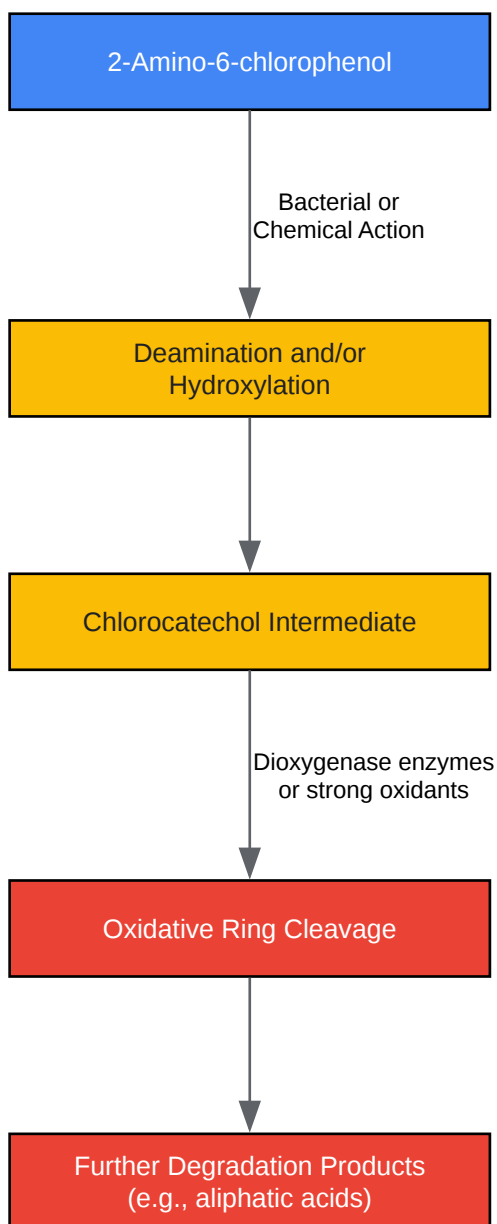 2-Amino-6-chlorophenol
Bacterial or
Chemical Action
Deamination and/or
Hydroxylation
Chlorocatechol Intermediate
Dioxygenase enzymes
or strong oxidants
Oxidative Ring Cleavage
Further Degradation Products
(e.g., aliphatic acids)